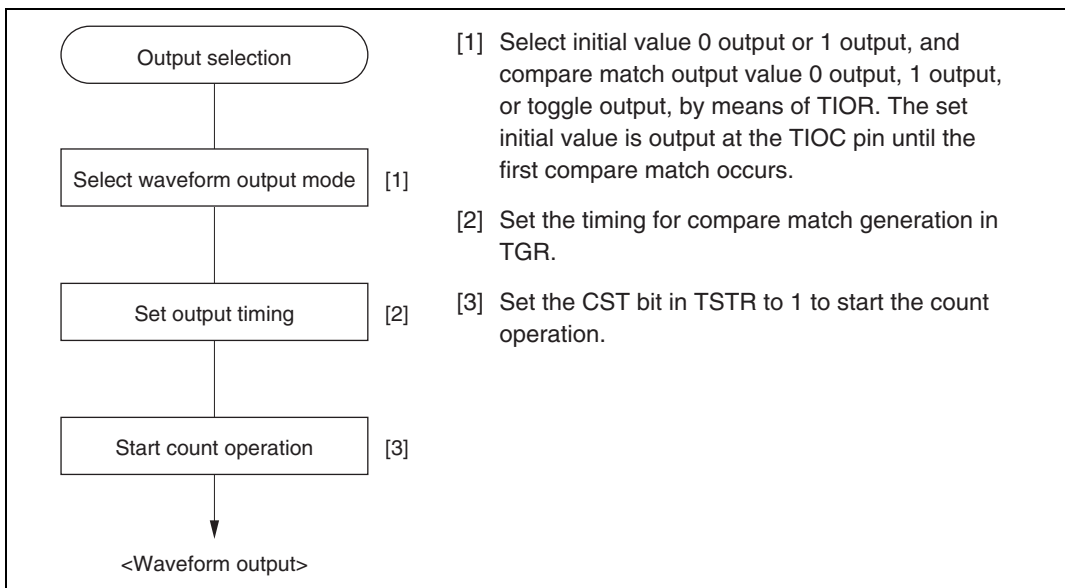 Output selection
Select waveform output mode [1]
Set output timing [2]
Start count operation [3]
<Waveform output>
[1] Select initial value 0 output or 1 output, and
compare match output value 0 output, 1 output,
or toggle output, by means of TIOR. The set
initial value is output at the TIOC pin until the
first compare match occurs.
[2] Set the timing for compare match generation in
TGR.
[3] Set the CST bit in TSTR to 1 to start the count
operation.